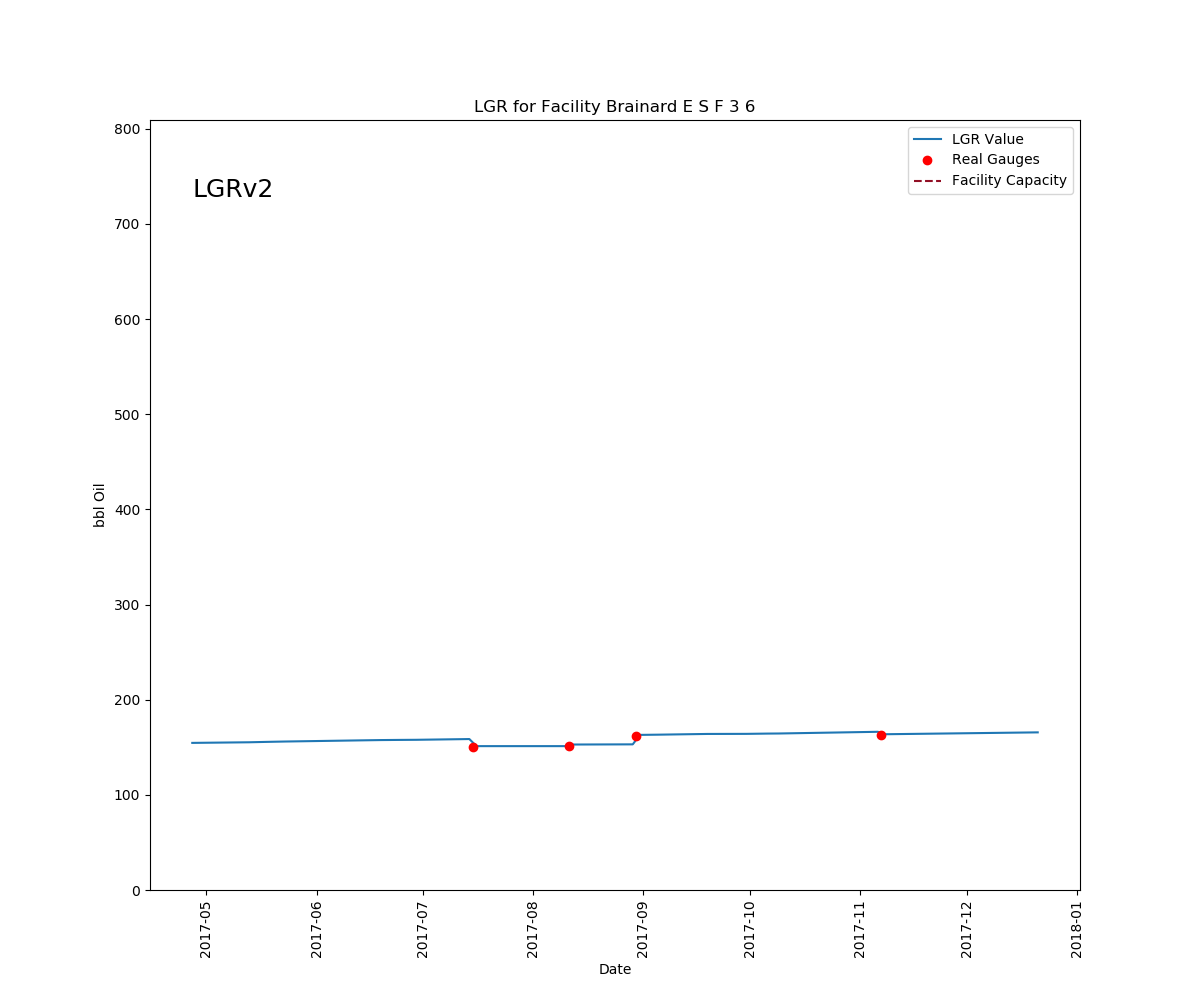 LGR for Facility Brainard E S F 3 6
LGRv2
LGR Value
Real Gauges
Facility Capacity
bbl Oil
800
700
600
500
400
300
200
100
0
2017-05
2017-06
2017-07
2017-08
2017-09
2017-10
2017-11
2017-12
2018-01
Date